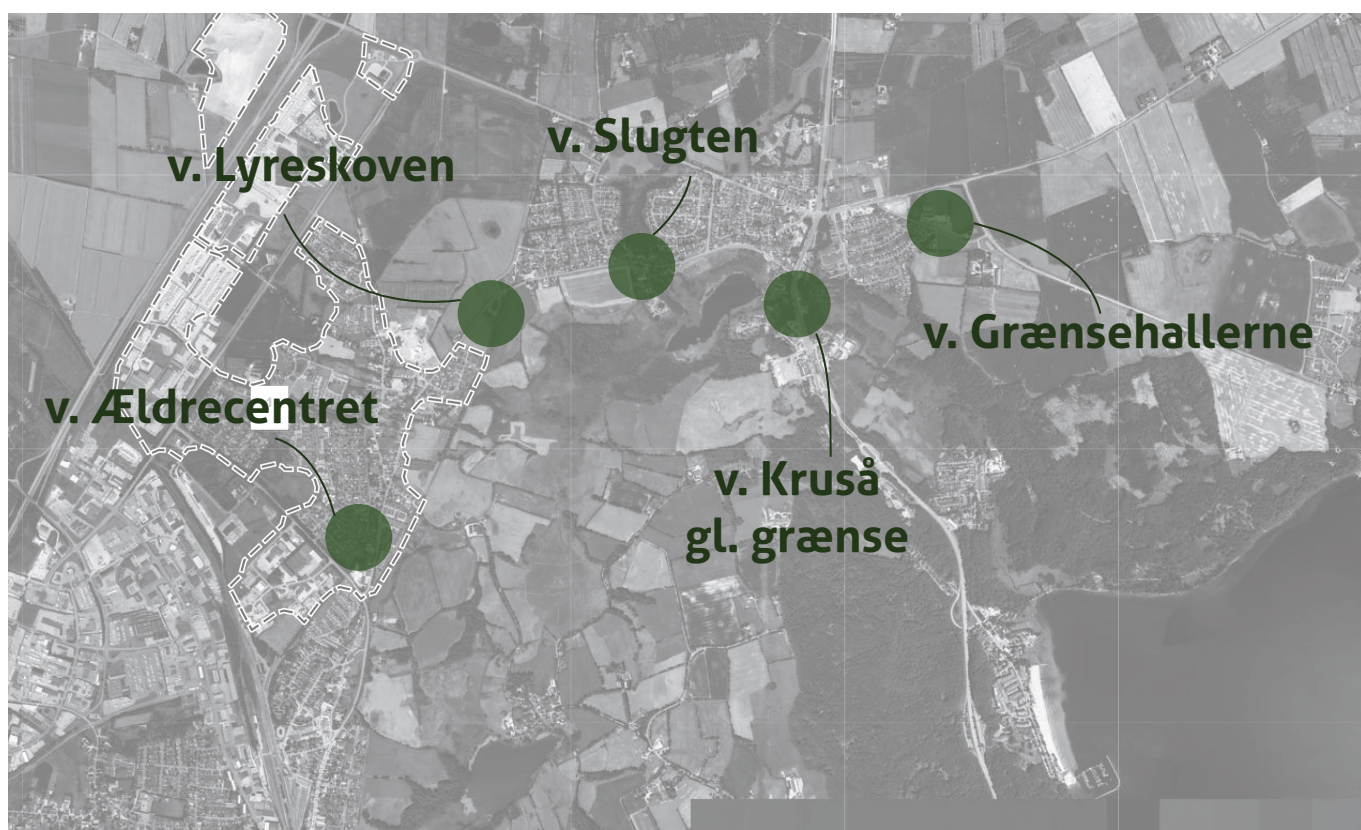 v. Slugten
v. Lyreskoven
v. Grænsehallerne
v. Ældrecentret
v. Kruså
gl. grænse